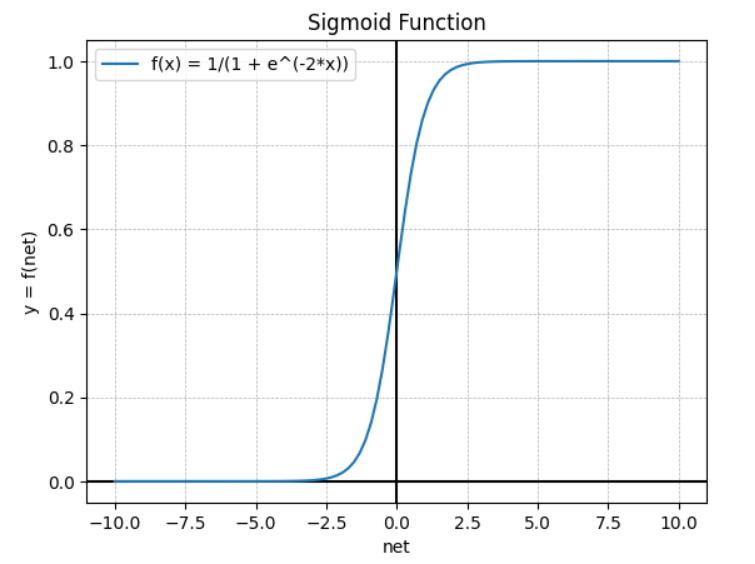 Sigmoid Function
f(x) = 1/(1 + e^(-2*x))
1.0
0.8
0.6
0.4
0.2
0.0
y = f(net)
−10.0 −7.5 −5.0 −2.5 0.0 2.5 5.0 7.5 10.0
net